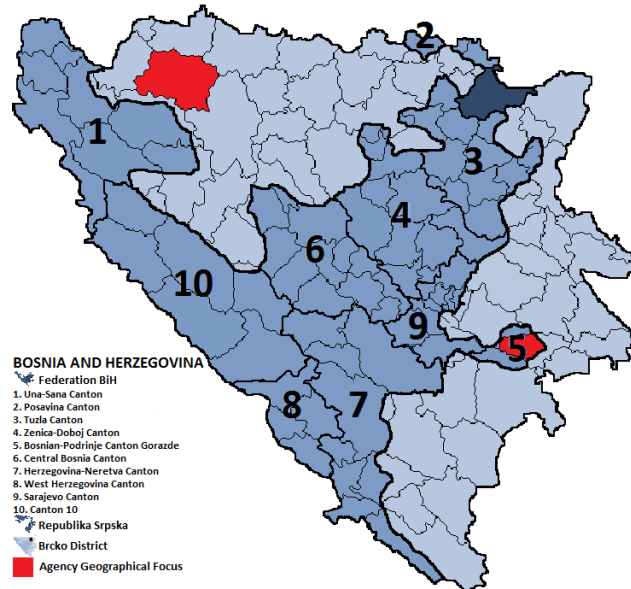 2
1
3
4
6
10
9
5
8
7
BOSNIA AND HERZEGOVINA
Federation BiH
1. Una-Sana Canton
2. Posavina Canton
3. Tuzla Canton
4. Zenica-Doboj Canton
5. Bosnian-Podrinje Canton Gorazde
6. Central Bosnia Canton
7. Herzegovina-Neretva Canton
8. West Herzegovina Canton
9. Sarajevo Canton
10. Canton 10
Republika Srpska
Brcko District
Agency Geographical Focus